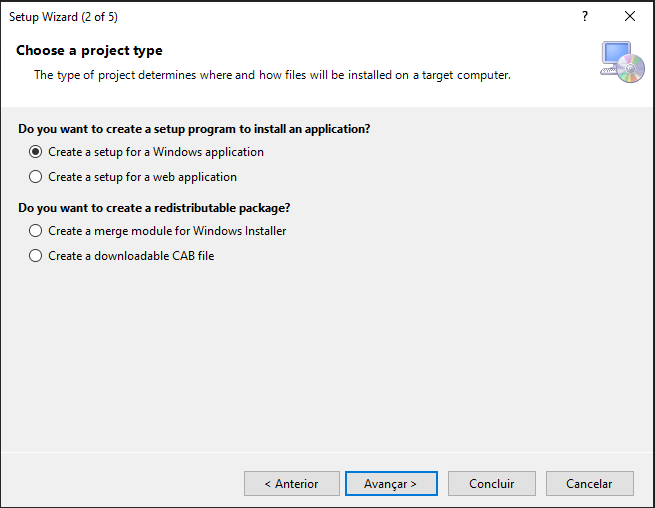 Setup Wizard (2 of 5)
?
Choose a project type
The type of project determines where and how files will be installed on a target computer.
Do you want to create a setup program to install an application?
Create a setup for a Windows application
Create a setup for a web application
Do you want to create a redistributable package?
Create a merge module for Windows Installer
Create a downloadable CAB file
< Anterior
Avançar >
Concluir
Cancelar